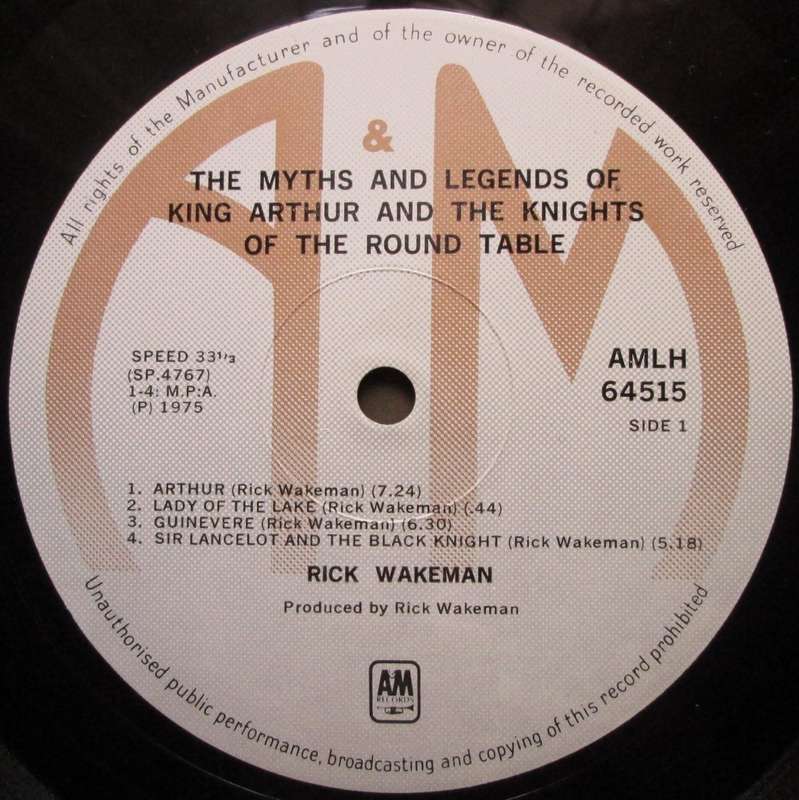 All rights of the Manufacturer and of the owner of the recorded work reserved
A & M
THE MYTHS AND LEGENDS OF
KING ARTHUR AND THE KNIGHTS
OF THE ROUND TABLE
SPEED 33 1/3
(SP.4767)
1-4: M.P.A.
(P) 1975
AMLH
64515
SIDE 1
1. ARTHUR (Rick Wakeman) (7.24)
2. LADY OF THE LAKE (Rick Wakeman) (.44)
3. GUINEVERE (Rick Wakeman) (6.30)
4. SIR LANCELOT AND THE BLACK KNIGHT (Rick Wakeman) (5.18)
RICK WAKEMAN
Produced by Rick Wakeman
A&M
RECORDS
Unauthorised public performance, broadcasting and copying of this record prohibited